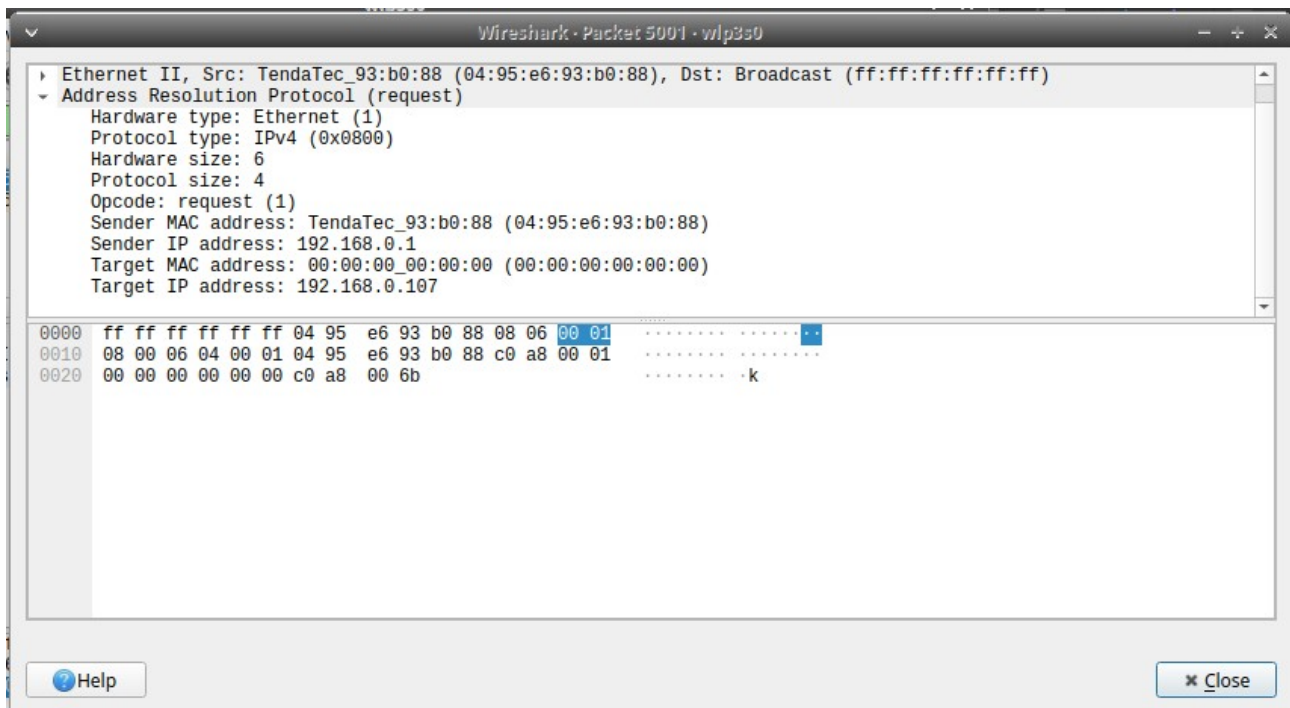 Wireshark · Packet 5001 · wlp3s0
Ethernet II, Src: TendaTec_93:b0:88 (04:95:e6:93:b0:88), Dst: Broadcast (ff:ff:ff:ff:ff:ff)
Address Resolution Protocol (request)
Hardware type: Ethernet (1)
Protocol type: IPv4 (0x0800)
Hardware size: 6
Protocol size: 4
Opcode: request (1)
Sender MAC address: TendaTec_93:b0:88 (04:95:e6:93:b0:88)
Sender IP address: 192.168.0.1
Target MAC address: 00:00:00_00:00:00 (00:00:00:00:00:00)
Target IP address: 192.168.0.107
0000 ff ff ff ff ff ff 04 95 e6 93 b0 88 08 06 00 01 ········ ········
0010 08 00 06 04 00 01 04 95 e6 93 b0 88 c0 a8 00 01 ········ ········
0020 00 00 00 00 00 00 c0 a8 00 6b ········ ·k
Help
Close